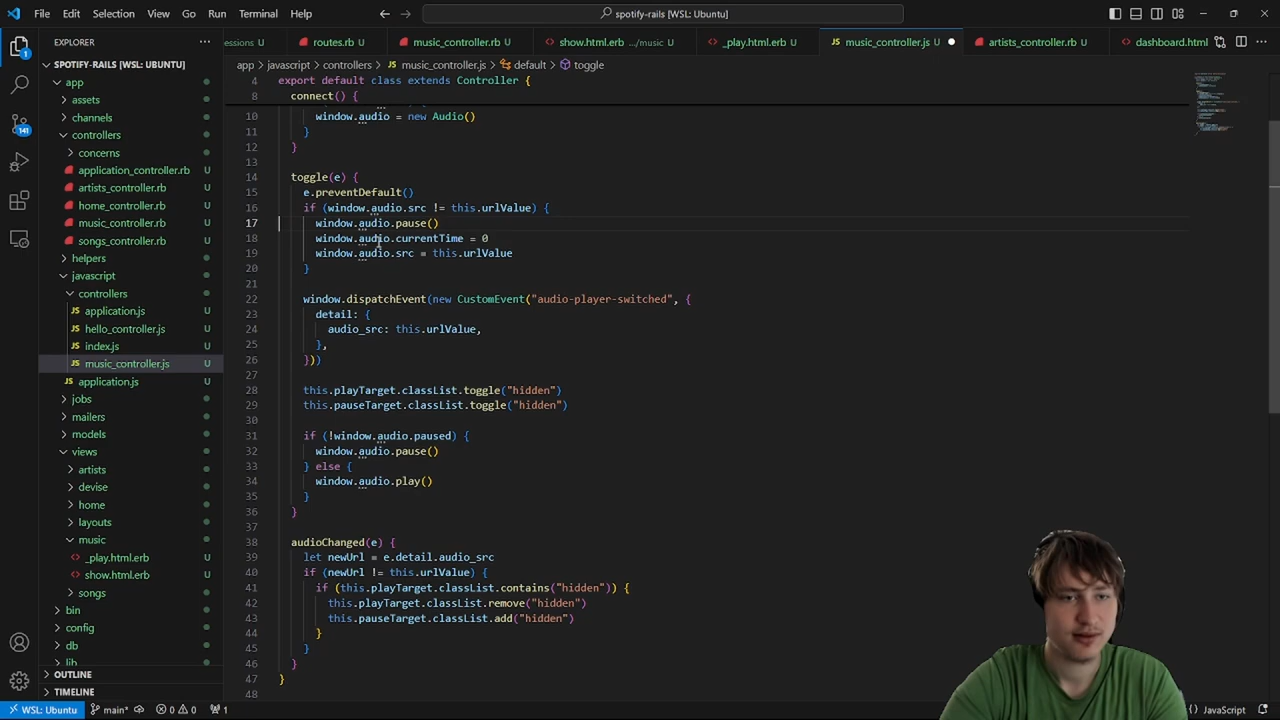 File Edit Selection View Go Run Terminal Help
spotify-rails [WSL: Ubuntu]
EXPLORER
essions U
routes.rb U
music_controller.rb U
show.html.erb .../music U
_play.html.erb U
music_controller.js U
artists_controller.rb U
dashboard.html.erb
app > javascript > controllers > music_controller.js > default > toggle
SPOTIFY-RAILS [WSL: UBUNTU]
app
assets
channels
controllers
concerns
application_controller.rb U
artists_controller.rb U
home_controller.rb U
music_controller.rb U
songs_controller.rb U
helpers
javascript
controllers
application.js U
hello_controller.js U
index.js U
music_controller.js U
application.js U
jobs
mailers
models
views
artists
devise
home
layouts
music
_play.html.erb U
show.html.erb U
songs
bin
config
db
lib
OUTLINE
TIMELINE
1
141
4 export default class extends Controller {
8 connect() {
10 window.audio = new Audio()
11 }
12 }
13
14 toggle(e) {
15 e.preventDefault()
16 if (window.audio.src != this.urlValue) {
17 window.audio.pause()
18 window.audio.currentTime = 0
19 window.audio.src = this.urlValue
20 }
21
22 window.dispatchEvent(new CustomEvent("audio-player-switched", {
23 detail: {
24 audio_src: this.urlValue,
25 },
26 }))
27
28 this.playTarget.classList.toggle("hidden")
29 this.pauseTarget.classList.toggle("hidden")
30
31 if (!window.audio.paused) {
32 window.audio.pause()
33 } else {
34 window.audio.play()
35 }
36 }
37
38 audioChanged(e) {
39 let newUrl = e.detail.audio_src
40 if (newUrl != this.urlValue) {
41 if (this.playTarget.classList.contains("hidden")) {
42 this.playTarget.classList.remove("hidden")
43 this.pauseTarget.classList.add("hidden")
44 }
45 }
46 }
47 }
48
WSL: Ubuntu main* 0 0 1
{} JavaScript